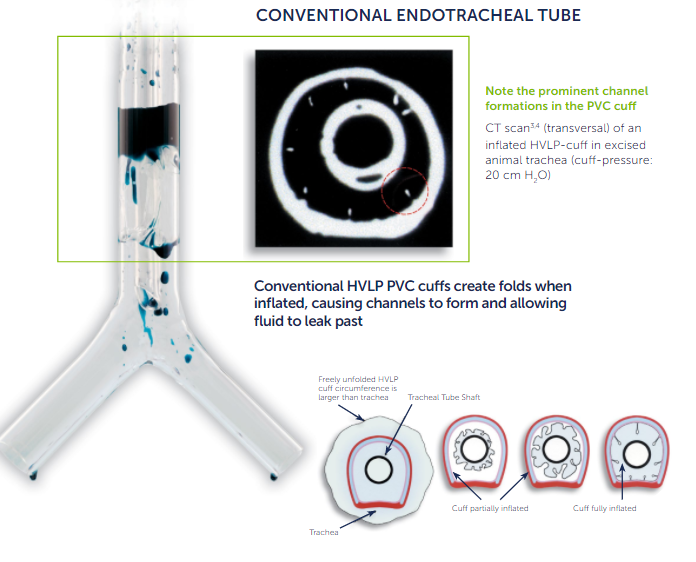 CONVENTIONAL ENDOTRACHEAL TUBE
Note the prominent channel
formations in the PVC cuff
CT scan³,⁴ (transversal) of an
inflated HVLP-cuff in excised
animal trachea (cuff-pressure:
20 cm H₂O)
Conventional HVLP PVC cuffs create folds when
inflated, causing channels to form and allowing
fluid to leak past
Freely unfolded HVLP
cuff circumference is
larger than trachea
Tracheal Tube Shaft
Cuff partially inflated
Cuff fully inflated
Trachea